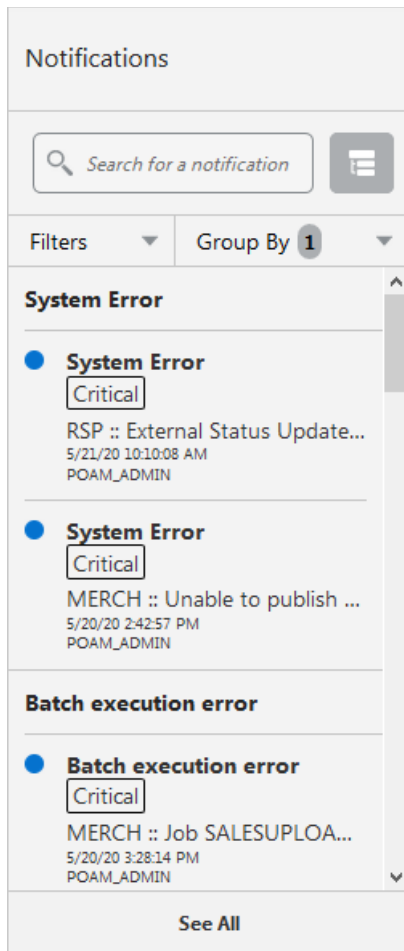 Notifications
Search for a notification
Filters Group By 1
System Error
System Error
Critical
RSP :: External Status Update...
5/21/20 10:10:08 AM
POAM_ADMIN
System Error
Critical
MERCH :: Unable to publish ...
5/20/20 2:42:57 PM
POAM_ADMIN
Batch execution error
Batch execution error
Critical
MERCH :: Job SALESUPLOA...
5/20/20 3:28:14 PM
POAM_ADMIN
See All